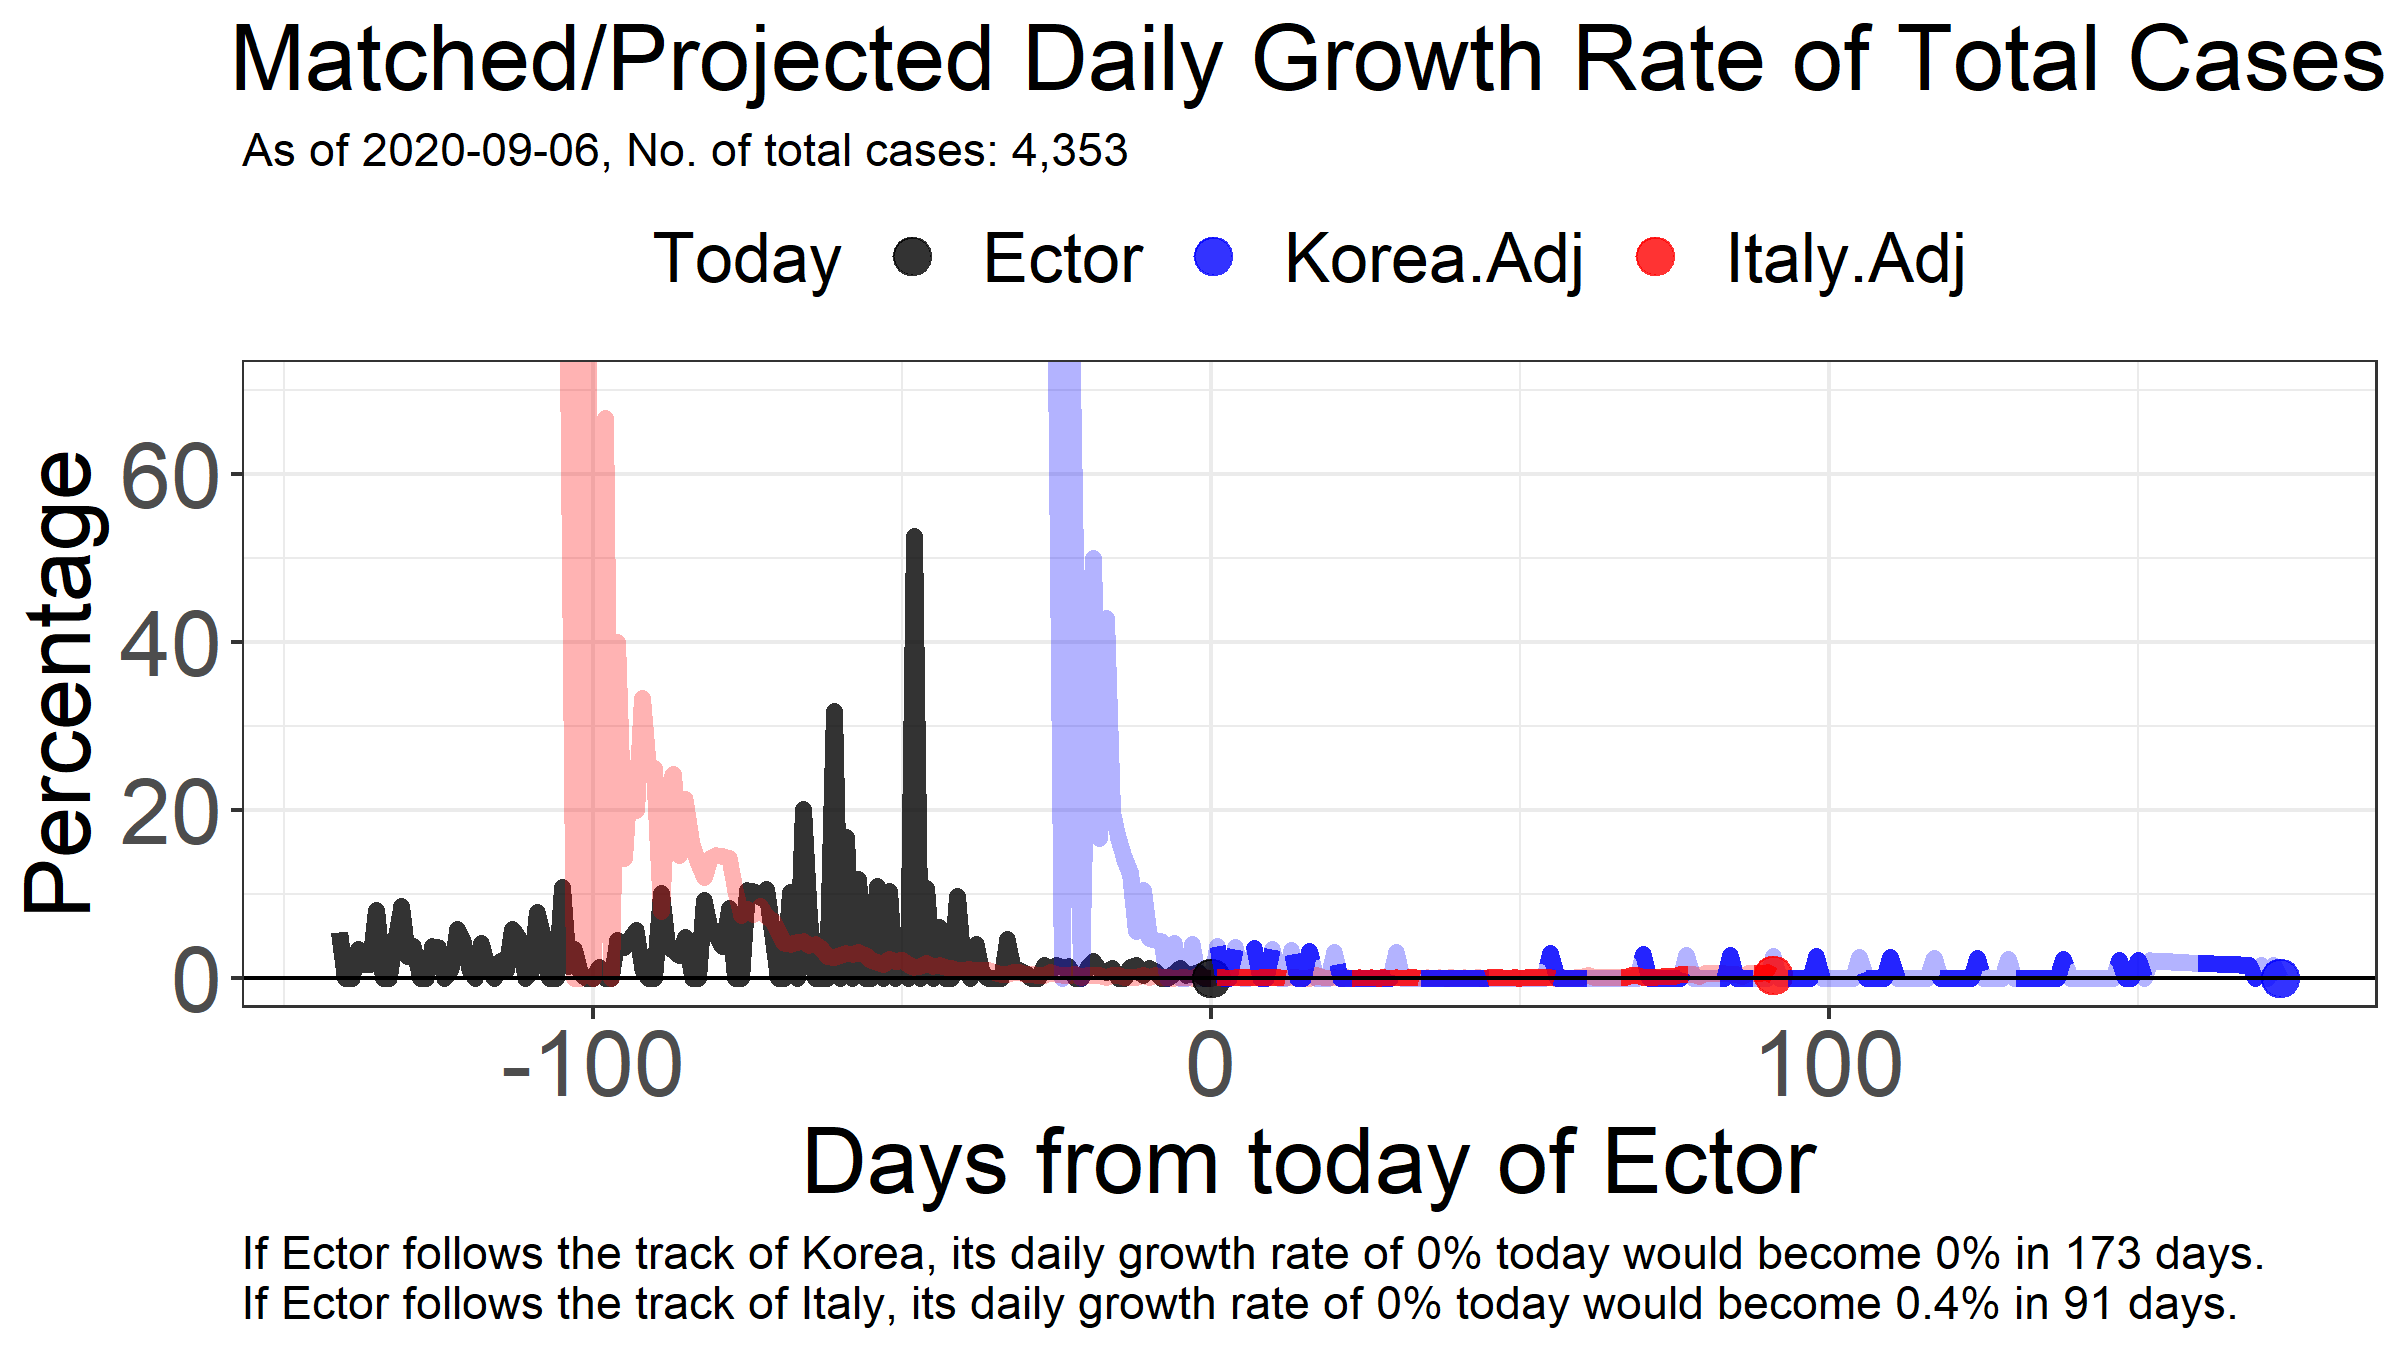 Matched/Projected Daily Growth Rate of Total Cases
As of 2020-09-06, No. of total cases: 4,353
Today Ector Korea.Adj Italy.Adj
Percentage
60
40
20
0
-100 0 100
Days from today of Ector
If Ector follows the track of Korea, its daily growth rate of 0% today would become 0% in 173 days.
If Ector follows the track of Italy, its daily growth rate of 0% today would become 0.4% in 91 days.